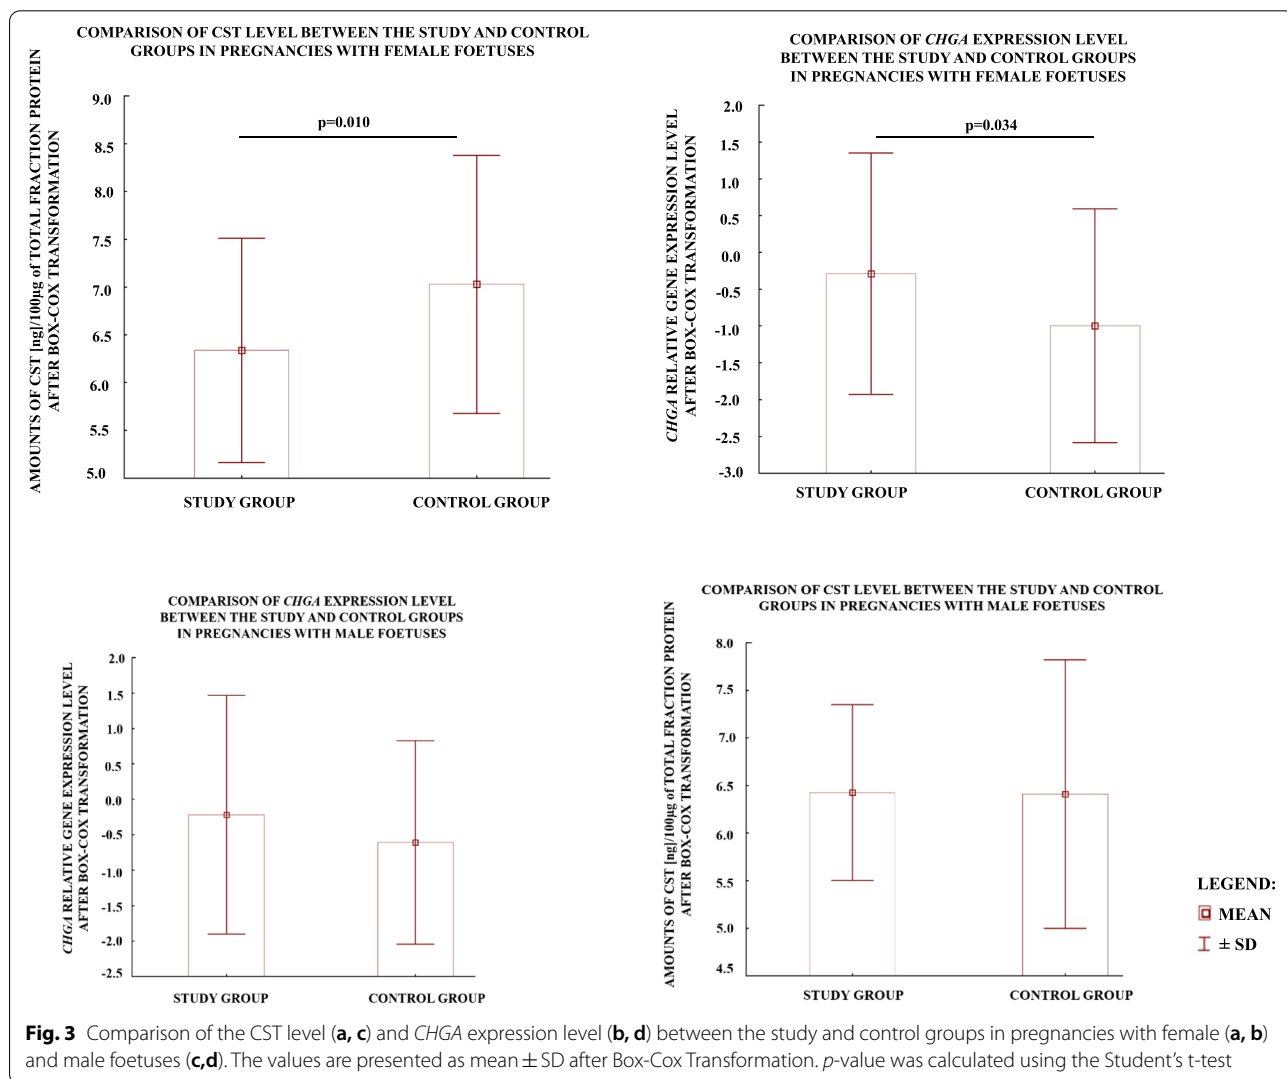 COMPARISON OF CST LEVEL BETWEEN THE STUDY AND CONTROL
GROUPS IN PREGNANCIES WITH FEMALE FOETUSES
AMOUNTS OF CST [ng]/100µg of TOTAL FRACTION PROTEIN
AFTER BOX-COX TRANSFORMATION
9.0
8.5
8.0
7.5
7.0
6.5
6.0
5.5
5.0
p=0.010
STUDY GROUP
CONTROL GROUP
COMPARISON OF CHGA EXPRESSION LEVEL
BETWEEN THE STUDY AND CONTROL GROUPS
IN PREGNANCIES WITH FEMALE FOETUSES
CHGA RELATIVE GENE EXPRESSION LEVEL
AFTER BOX-COX TRANSFORMATION
2.0
1.5
1.0
0.5
0.0
-0.5
-1.0
-1.5
-2.0
-2.5
-3.0
p=0.034
STUDY GROUP
CONTROL GROUP
COMPARISON OF CHGA EXPRESSION LEVEL
BETWEEN THE STUDY AND CONTROL GROUPS
IN PREGNANCIES WITH MALE FOETUSES
CHGA RELATIVE GENE EXPRESSION LEVEL
AFTER BOX-COX TRANSFORMATION
2.0
1.5
1.0
0.5
0.0
-0.5
-1.0
-1.5
-2.0
-2.5
STUDY GROUP
CONTROL GROUP
COMPARISON OF CST LEVEL BETWEEN THE STUDY AND CONTROL
GROUPS IN PREGNANCIES WITH MALE FOETUSES
AMOUNTS OF CST [ng]/100µg of TOTAL FRACTION PROTEIN
AFTER BOX-COX TRANSFORMATION
8.0
7.5
7.0
6.5
6.0
5.5
5.0
4.5
STUDY GROUP
CONTROL GROUP
LEGEND:
MEAN
± SD
Fig. 3 Comparison of the CST level (a, c) and CHGA expression level (b, d) between the study and control groups in pregnancies with female (a, b)
and male foetuses (c,d). The values are presented as mean ± SD after Box-Cox Transformation. p-value was calculated using the Student's t-test